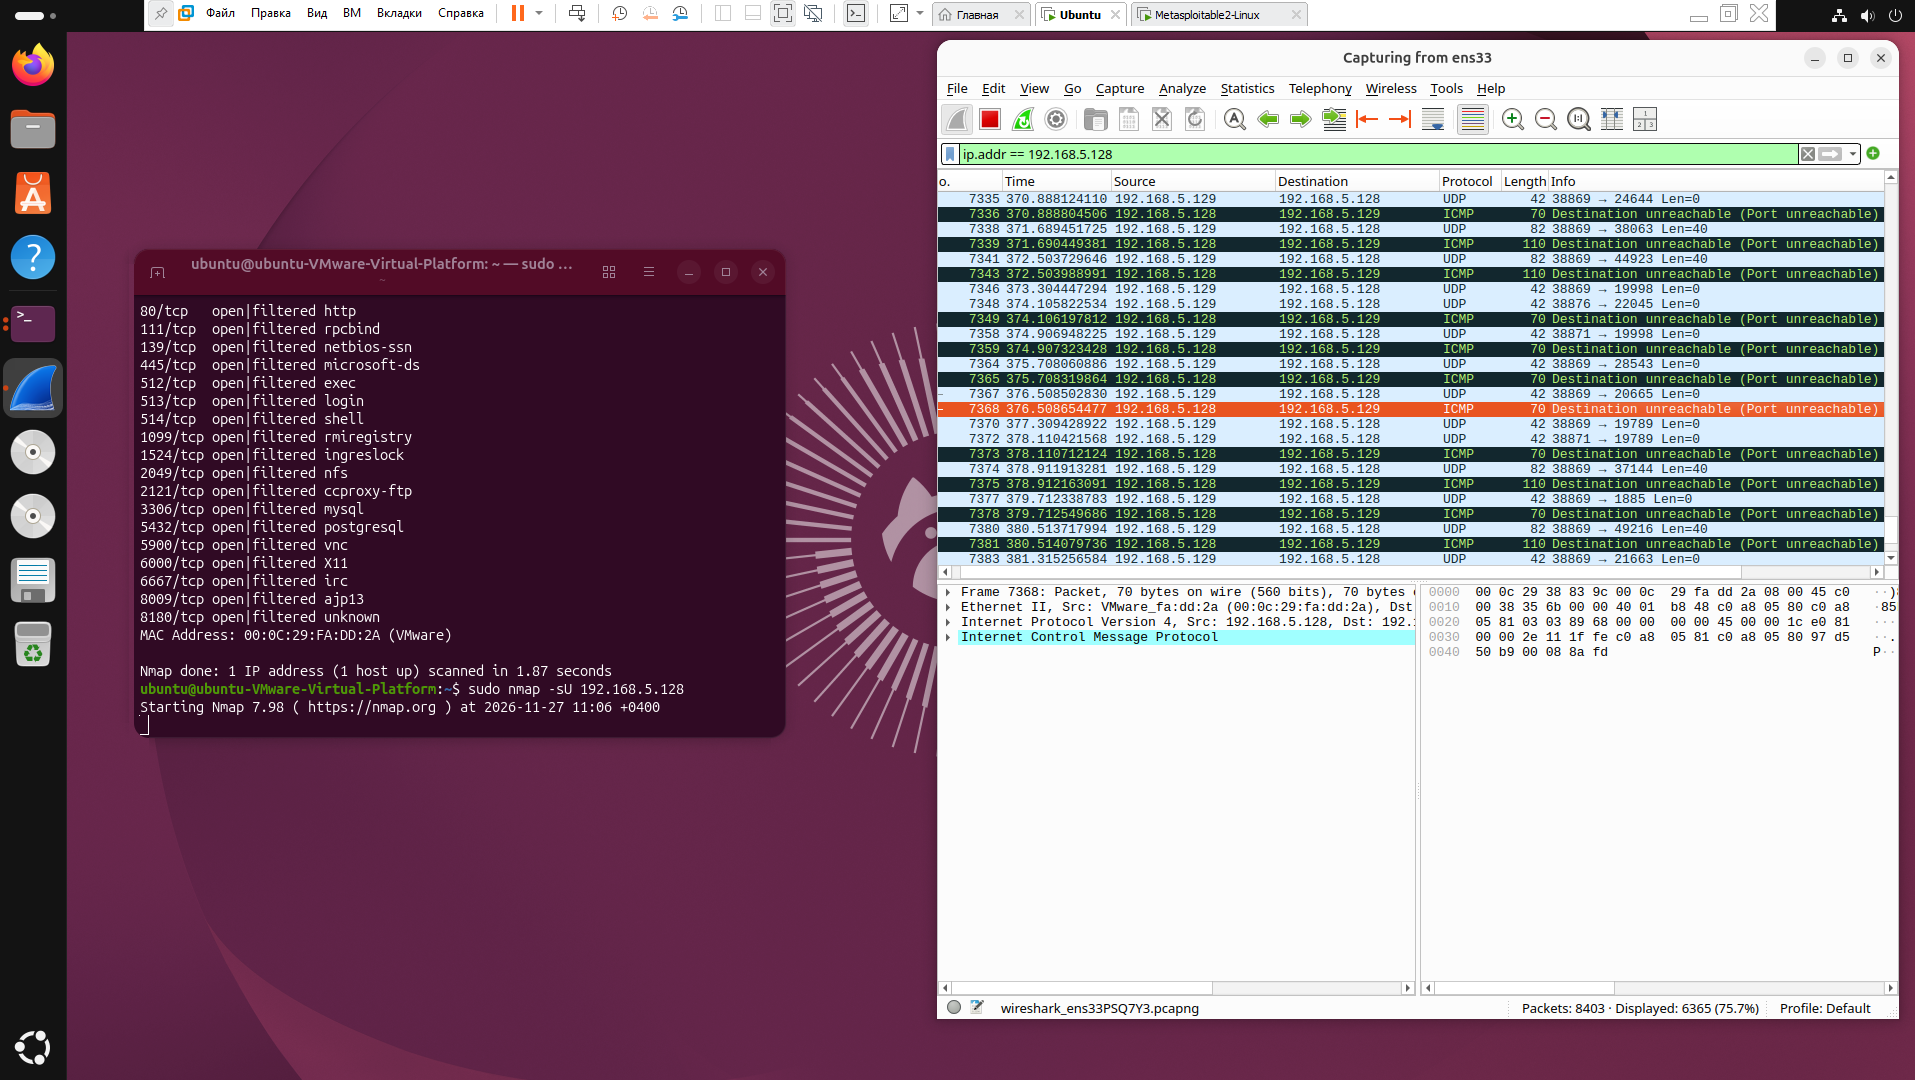 Файл Правка Вид ВМ Вкладки Справка Главная Ubuntu Metasploitable2-Linux
ubuntu@ubuntu-VMware-Virtual-Platform: ~ — sudo ...
~
80/tcp open|filtered http
111/tcp open|filtered rpcbind
139/tcp open|filtered netbios-ssn
445/tcp open|filtered microsoft-ds
512/tcp open|filtered exec
513/tcp open|filtered login
514/tcp open|filtered shell
1099/tcp open|filtered rmiregistry
1524/tcp open|filtered ingreslock
2049/tcp open|filtered nfs
2121/tcp open|filtered ccproxy-ftp
3306/tcp open|filtered mysql
5432/tcp open|filtered postgresql
5900/tcp open|filtered vnc
6000/tcp open|filtered X11
6667/tcp open|filtered irc
8009/tcp open|filtered ajp13
8180/tcp open|filtered unknown
MAC Address: 00:0C:29:FA:DD:2A (VMware)
Nmap done: 1 IP address (1 host up) scanned in 1.87 seconds
ubuntu@ubuntu-VMware-Virtual-Platform:~$ sudo nmap -sU 192.168.5.128
Starting Nmap 7.98 ( https://nmap.org ) at 2026-11-27 11:06 +0400
Capturing from ens33
File Edit View Go Capture Analyze Statistics Telephony Wireless Tools Help
ip.addr == 192.168.5.128
o. Time Source Destination Protocol Length Info
7335 370.888124110 192.168.5.129 192.168.5.128 UDP 42 38869 → 24644 Len=0
7336 370.888804506 192.168.5.128 192.168.5.129 ICMP 70 Destination unreachable (Port unreachable)
7338 371.689451725 192.168.5.129 192.168.5.128 UDP 82 38869 → 38063 Len=40
7339 371.690449381 192.168.5.128 192.168.5.129 ICMP 110 Destination unreachable (Port unreachable)
7341 372.503729646 192.168.5.129 192.168.5.128 UDP 82 38869 → 44923 Len=40
7343 372.503988991 192.168.5.128 192.168.5.129 ICMP 110 Destination unreachable (Port unreachable)
7346 373.304447294 192.168.5.129 192.168.5.128 UDP 42 38869 → 19998 Len=0
7348 374.105822534 192.168.5.129 192.168.5.128 UDP 42 38876 → 22045 Len=0
7349 374.106197812 192.168.5.128 192.168.5.129 ICMP 70 Destination unreachable (Port unreachable)
7358 374.906948225 192.168.5.129 192.168.5.128 UDP 42 38871 → 19998 Len=0
7359 374.907323428 192.168.5.128 192.168.5.129 ICMP 70 Destination unreachable (Port unreachable)
7364 375.708060886 192.168.5.129 192.168.5.128 UDP 42 38869 → 28543 Len=0
7365 375.708319864 192.168.5.128 192.168.5.129 ICMP 70 Destination unreachable (Port unreachable)
7367 376.508502830 192.168.5.129 192.168.5.128 UDP 42 38869 → 20665 Len=0
7368 376.508654477 192.168.5.128 192.168.5.129 ICMP 70 Destination unreachable (Port unreachable)
7370 377.309428922 192.168.5.129 192.168.5.128 UDP 42 38869 → 19789 Len=0
7372 378.110421568 192.168.5.129 192.168.5.128 UDP 42 38871 → 19789 Len=0
7373 378.110712124 192.168.5.128 192.168.5.129 ICMP 70 Destination unreachable (Port unreachable)
7374 378.911913281 192.168.5.129 192.168.5.128 UDP 82 38869 → 37144 Len=40
7375 378.912163091 192.168.5.128 192.168.5.129 ICMP 110 Destination unreachable (Port unreachable)
7377 379.712338783 192.168.5.129 192.168.5.128 UDP 42 38869 → 1885 Len=0
7378 379.712549686 192.168.5.128 192.168.5.129 ICMP 70 Destination unreachable (Port unreachable)
7380 380.513717994 192.168.5.129 192.168.5.128 UDP 82 38869 → 49216 Len=40
7381 380.514079736 192.168.5.128 192.168.5.129 ICMP 110 Destination unreachable (Port unreachable)
7383 381.315256584 192.168.5.129 192.168.5.128 UDP 42 38869 → 21663 Len=0
Frame 7368: Packet, 70 bytes on wire (560 bits), 70 bytes
Ethernet II, Src: VMware_fa:dd:2a (00:0c:29:fa:dd:2a), Dst
Internet Protocol Version 4, Src: 192.168.5.128, Dst: 192.
Internet Control Message Protocol
0000 00 0c 29 38 83 9c 00 0c 29 fa dd 2a 08 00 45 c0 ··)
0010 00 38 35 6b 00 00 40 01 b8 48 c0 a8 05 80 c0 a8 ·85
0020 05 81 03 03 89 68 00 00 00 00 45 00 00 1c e0 81 ···
0030 00 00 2e 11 1f fe c0 a8 05 81 c0 a8 05 80 97 d5 ··.
0040 50 b9 00 08 8a fd P··
wireshark_ens33PSQ7Y3.pcapng Packets: 8403 · Displayed: 6365 (75.7%) Profile: Default